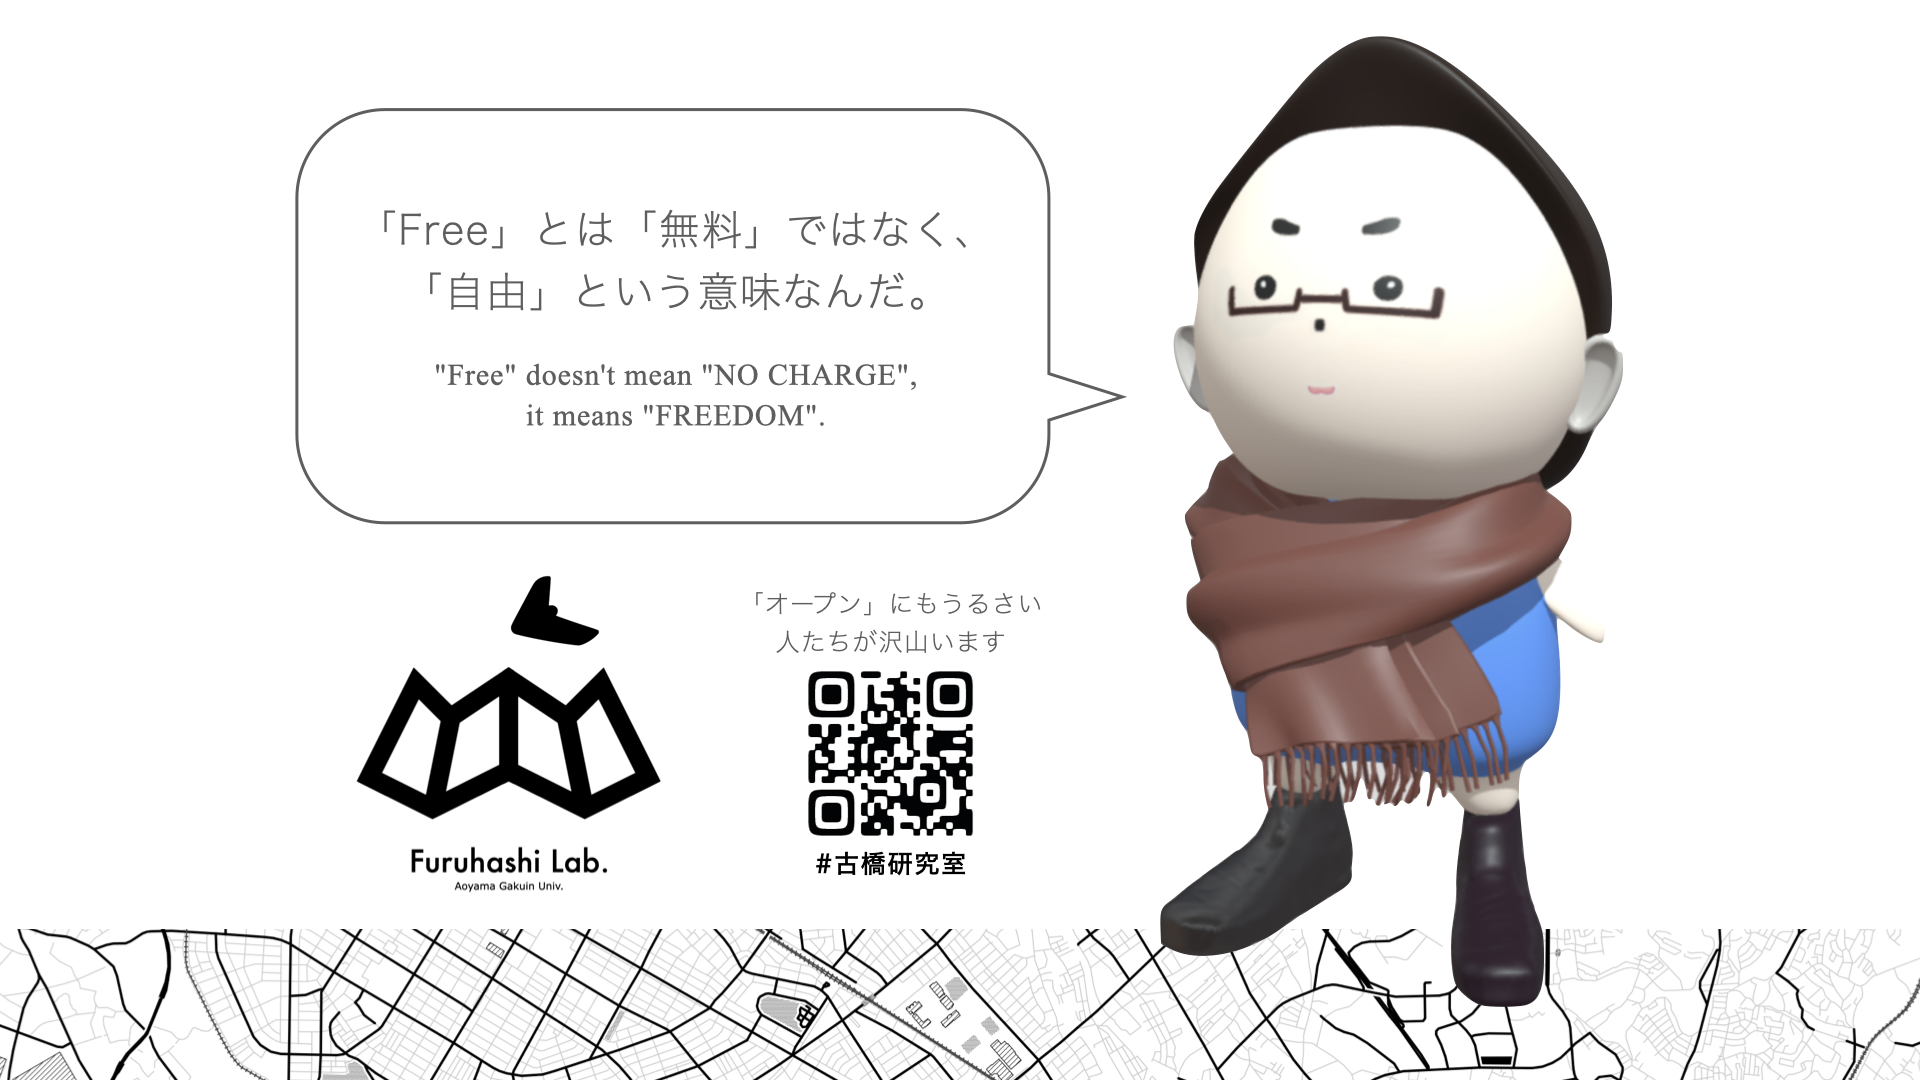 「Free」とは「無料」ではなく、
「自由」という意味なんだ。
"Free" doesn't mean "NO CHARGE",
it means "FREEDOM".
「オープン」にもうるさい
人たちが沢山います
#古橋研究室
Furuhashi Lab.
Aoyama Gakuin Univ.